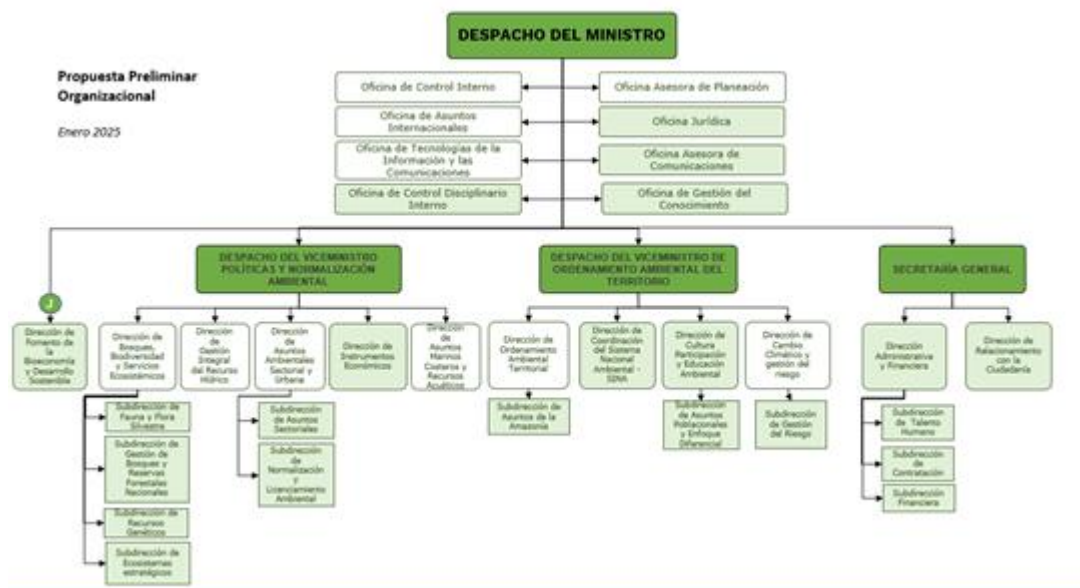 DESPACHO DEL MINISTRO
Propuesta Preliminar
Organizacional
Enero 2025
Oficina de Control Interno
Oficina Asesora de Planeación
Oficina de Asuntos
Internacionales
Oficina Jurídica
Oficina de Tecnologías de la
Información y las
Comunicaciones
Oficina Asesora de
Comunicaciones
Oficina de Control Disciplinario
Interno
Oficina de Gestión del
Conocimiento
DESPACHO DEL VICEMINISTRO
POLÍTICAS Y NORMALIZACIÓN
AMBIENTAL
DESPACHO DEL VICEMINISTRO DE
ORDENAMIENTO AMBIENTAL DEL
TERRITORIO
SECRETARÍA GENERAL
J
Dirección de
Fomento de
la
Bioeconomía
y Desarrollo
Sostenible
Dirección de
Bosques,
Biodiversidad
y Servicios
Ecosistémicos
Dirección
de
Gestión
Integral
del Recurso
Hídrico
Dirección
de
Asuntos
Ambientales
Sectorial y
Urbana
Dirección de
Instrumentos
Económicos
Dirección
de
Asuntos
Marinos
Costeros y
Recursos
Acuáticos
Dirección de
Ordenamiento
Ambiental
Territorial
Dirección de
Coordinación
del Sistema
Nacional
Ambiental -
SINA
Dirección de
Cultura
Participación
y Educación
Ambiental
Dirección de
Cambio
Climático y
gestión del
riesgo
Dirección
Administrativa
y Financiera
Dirección de
Relacionamiento
con la
Ciudadanía
Subdirección de
Fauna y Flora
Silvestre
Subdirección de
Gestión de
Bosques y
Reservas
Forestales
Nacionales
Subdirección de
Recursos
Genéticos
Subdirección de
Ecosistemas
estratégicos
Subdirección
de Asuntos
Sectoriales
Subdirección
de
Normalización
y
Licenciamiento
Ambiental
Subdirección de
Asuntos de la
Amazonía
Subdirección
de Asuntos
Poblacionales
y Enfoque
Diferencial
Subdirección
de Gestión
del Riesgo
Subdirección
de Talento
Humano
Subdirección
de
Contratación
Subdirección
Financiera